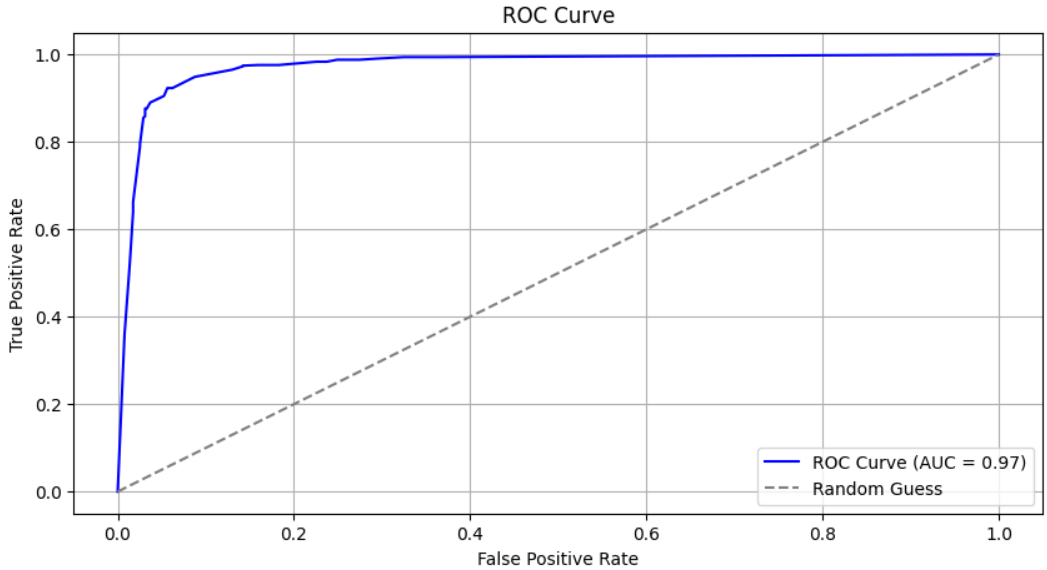 ROC Curve
True Positive Rate
1.0
0.8
0.6
0.4
0.2
0.0
ROC Curve (AUC = 0.97)
Random Guess
0.0 0.2 0.4 0.6 0.8 1.0
False Positive Rate